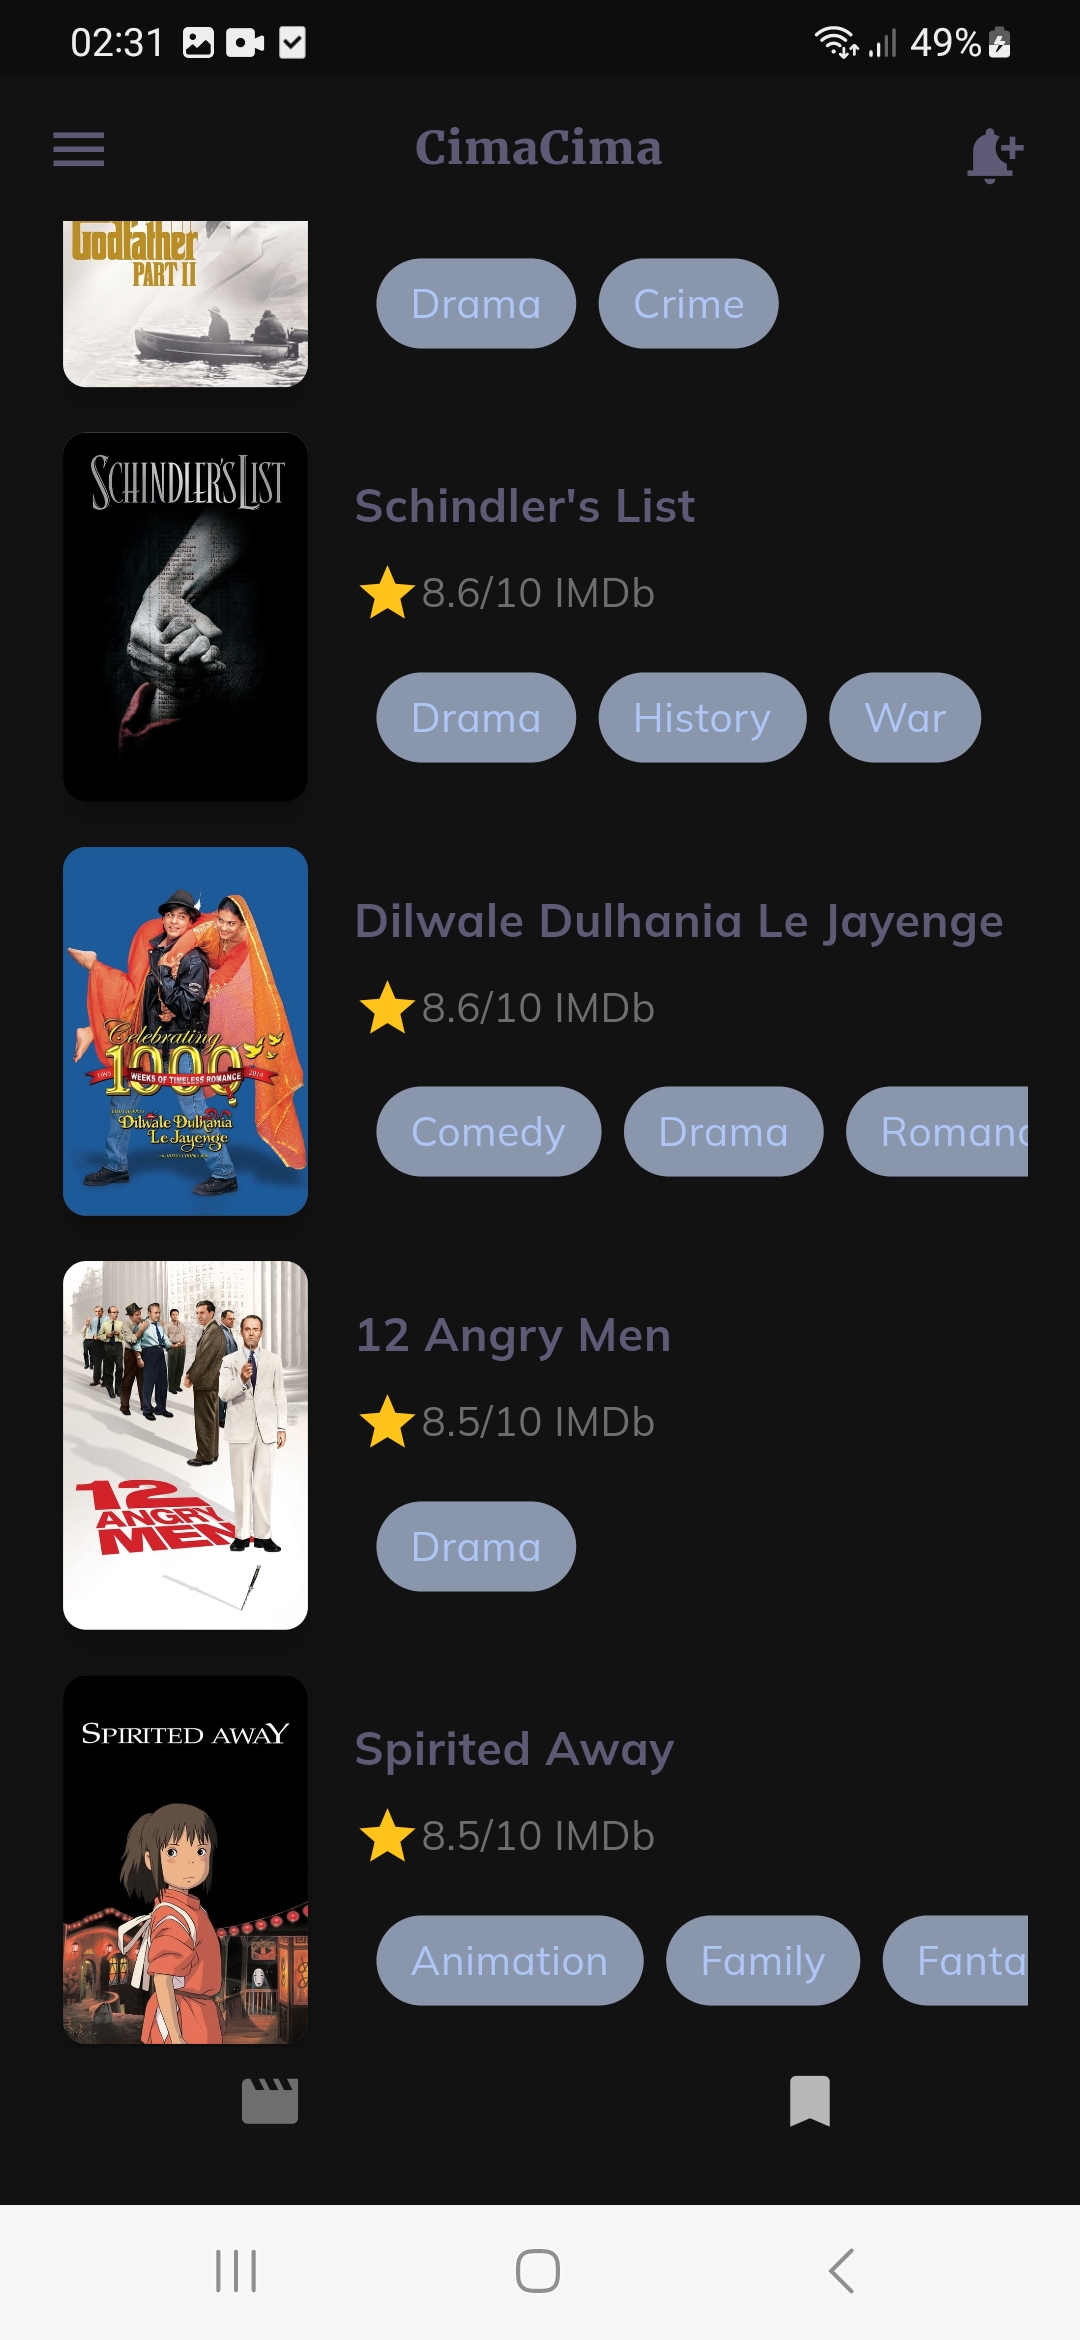 02:31
49%
CimaCima
Godfather
PART II
Drama Crime
SCHINDLER'S LIST
Schindler's List
8.6/10 IMDb
Drama History War
Dilwale Dulhania Le Jayenge
8.6/10 IMDb
Celebrating
1000
1995 WEEKS OF TIMELESS ROMANCE 2014
Dilwale Dulhania
Le Jayenge
Comedy Drama Romanc
12 Angry Men
8.5/10 IMDb
12
ANGRY
MEN
Drama
SPIRITED AWAY
Spirited Away
8.5/10 IMDb
Animation Family Fanta